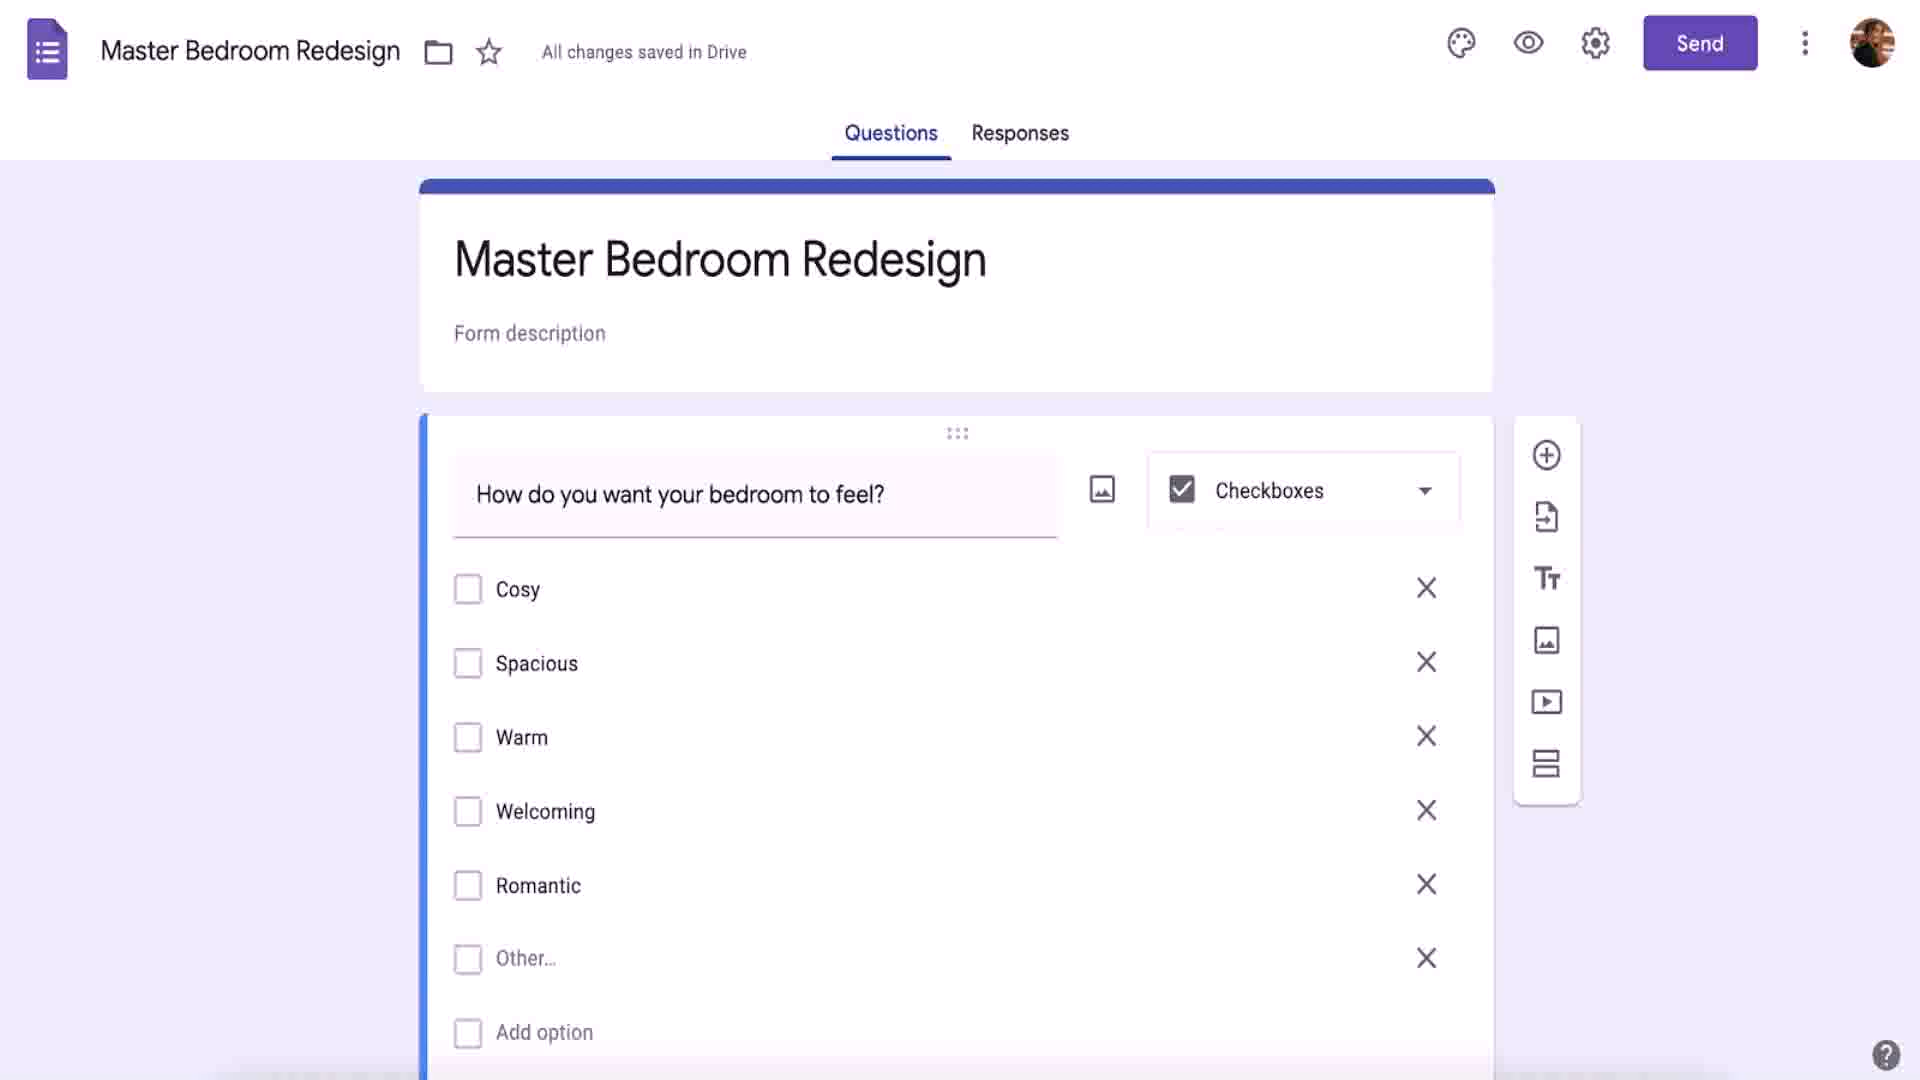 Master Bedroom Redesign
All changes saved in Drive
Send
Questions
Responses
Master Bedroom Redesign
Form description
How do you want your bedroom to feel?
Checkboxes
Cosy
Spacious
Warm
Welcoming
Romantic
Other...
Add option